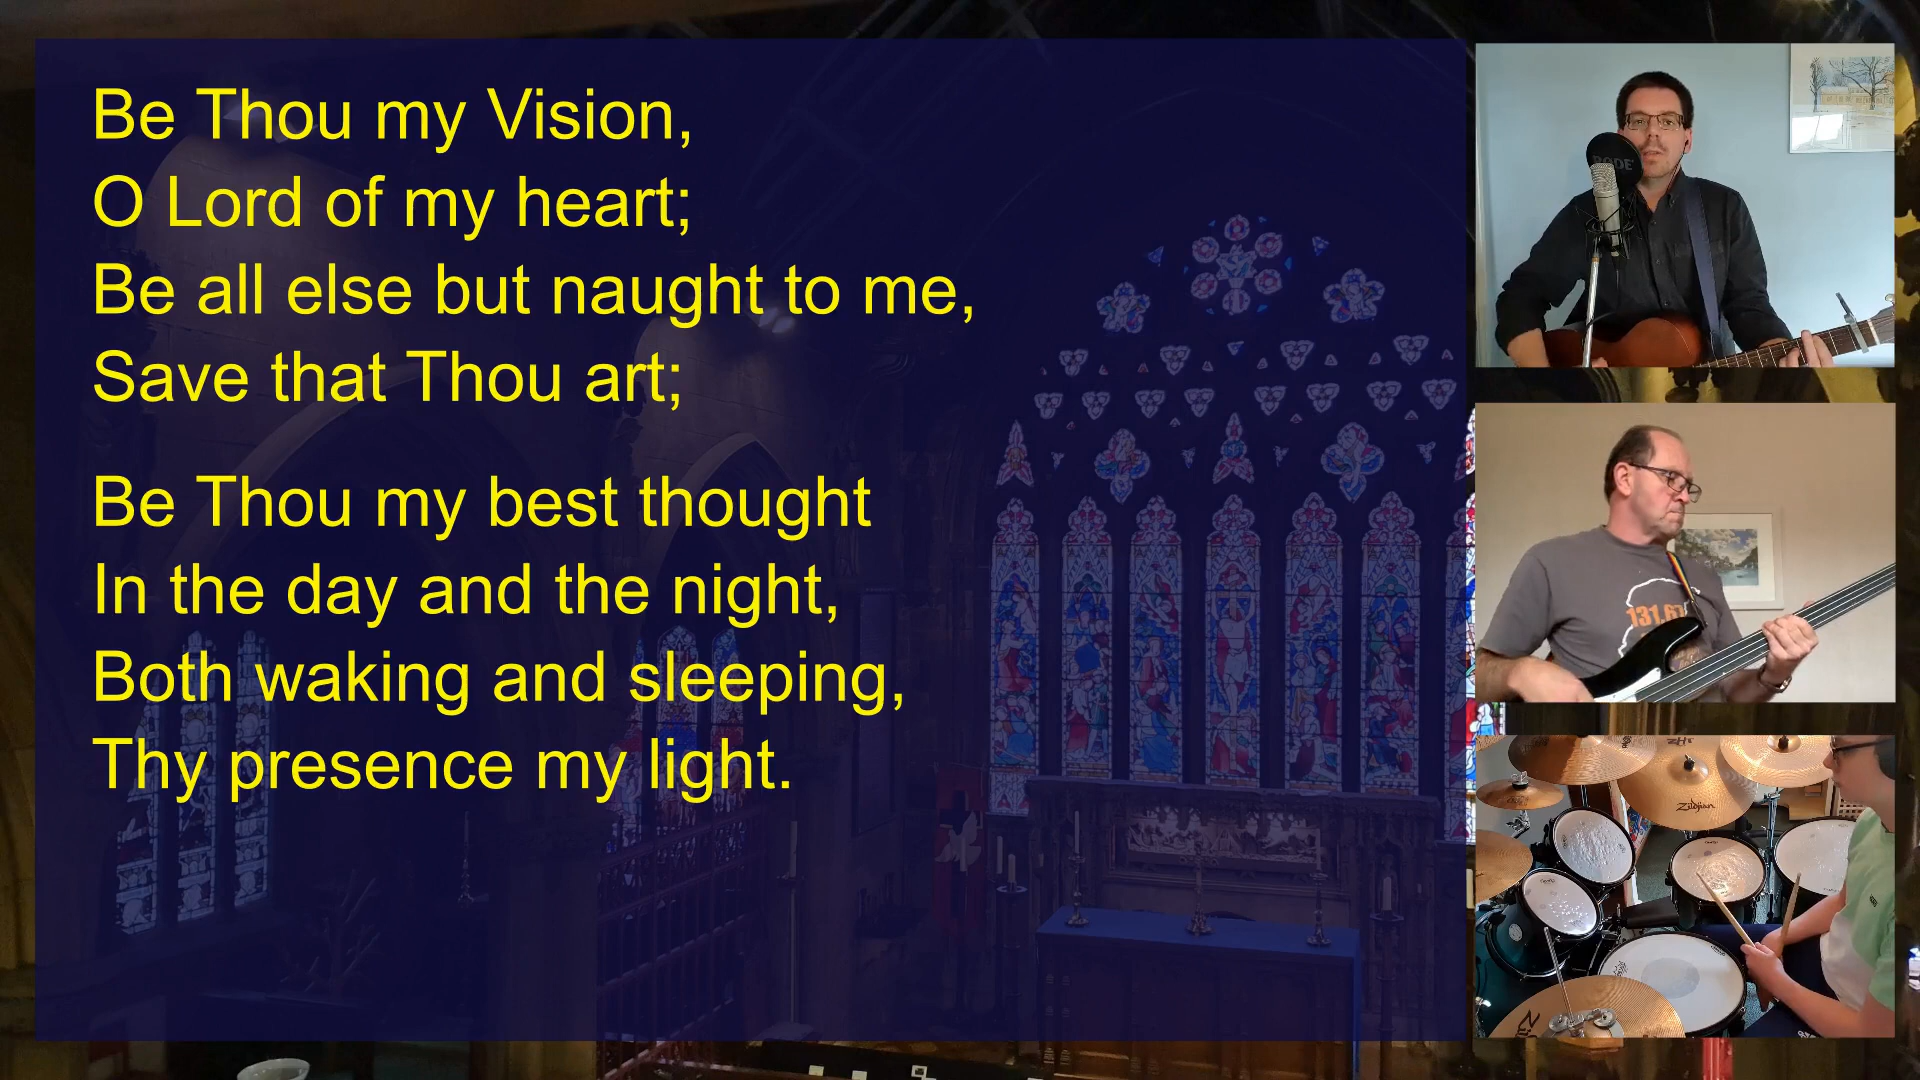 Be Thou my Vision,
O Lord of my heart;
Be all else but naught to me,
Save that Thou art;
Be Thou my best thought
In the day and the night,
Both waking and sleeping,
Thy presence my light.
RODE
Zildjian